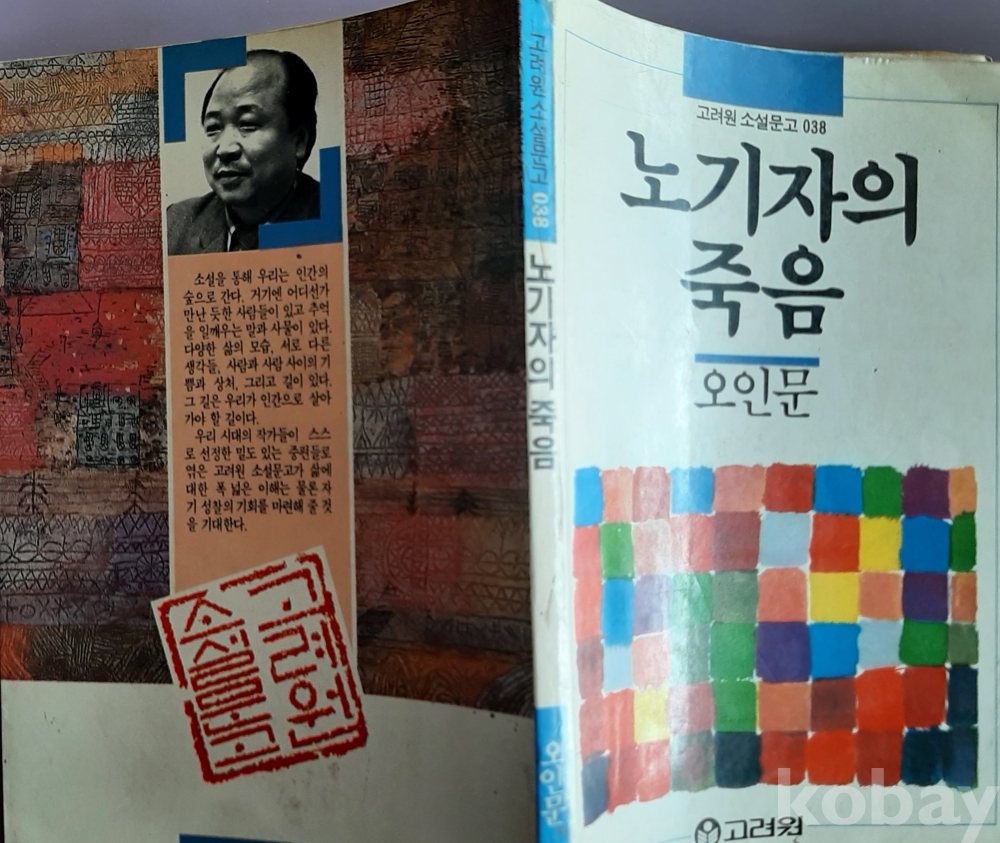 소설을 통해 우리는 인간의
숲으로 간다. 거기엔 어디선가
만난 듯한 사람들이 있고 추억
을 일깨우는 말과 사물이 있다.
다양한 삶의 모습, 서로 다른
생각들, 사람과 사람 사이의 기
쁨과 상처, 그리고 길이 있다.
그 길은 우리가 인간으로 살아
가야 할 길이다.
우리 시대의 작가들이 스스
로 선정한 밀도 있는 중편들로
엮은 고려원 소설문고가 삶에
대한 폭 넓은 이해는 물론 자
기 성찰의 기회를 마련해 줄 것
을 기대한다.
고려원
소설문고
고려원 소설문고 038
노기자의 죽음
오인문
고려원 소설문고 038
노기자의
죽음
오인문
고려원
kobay